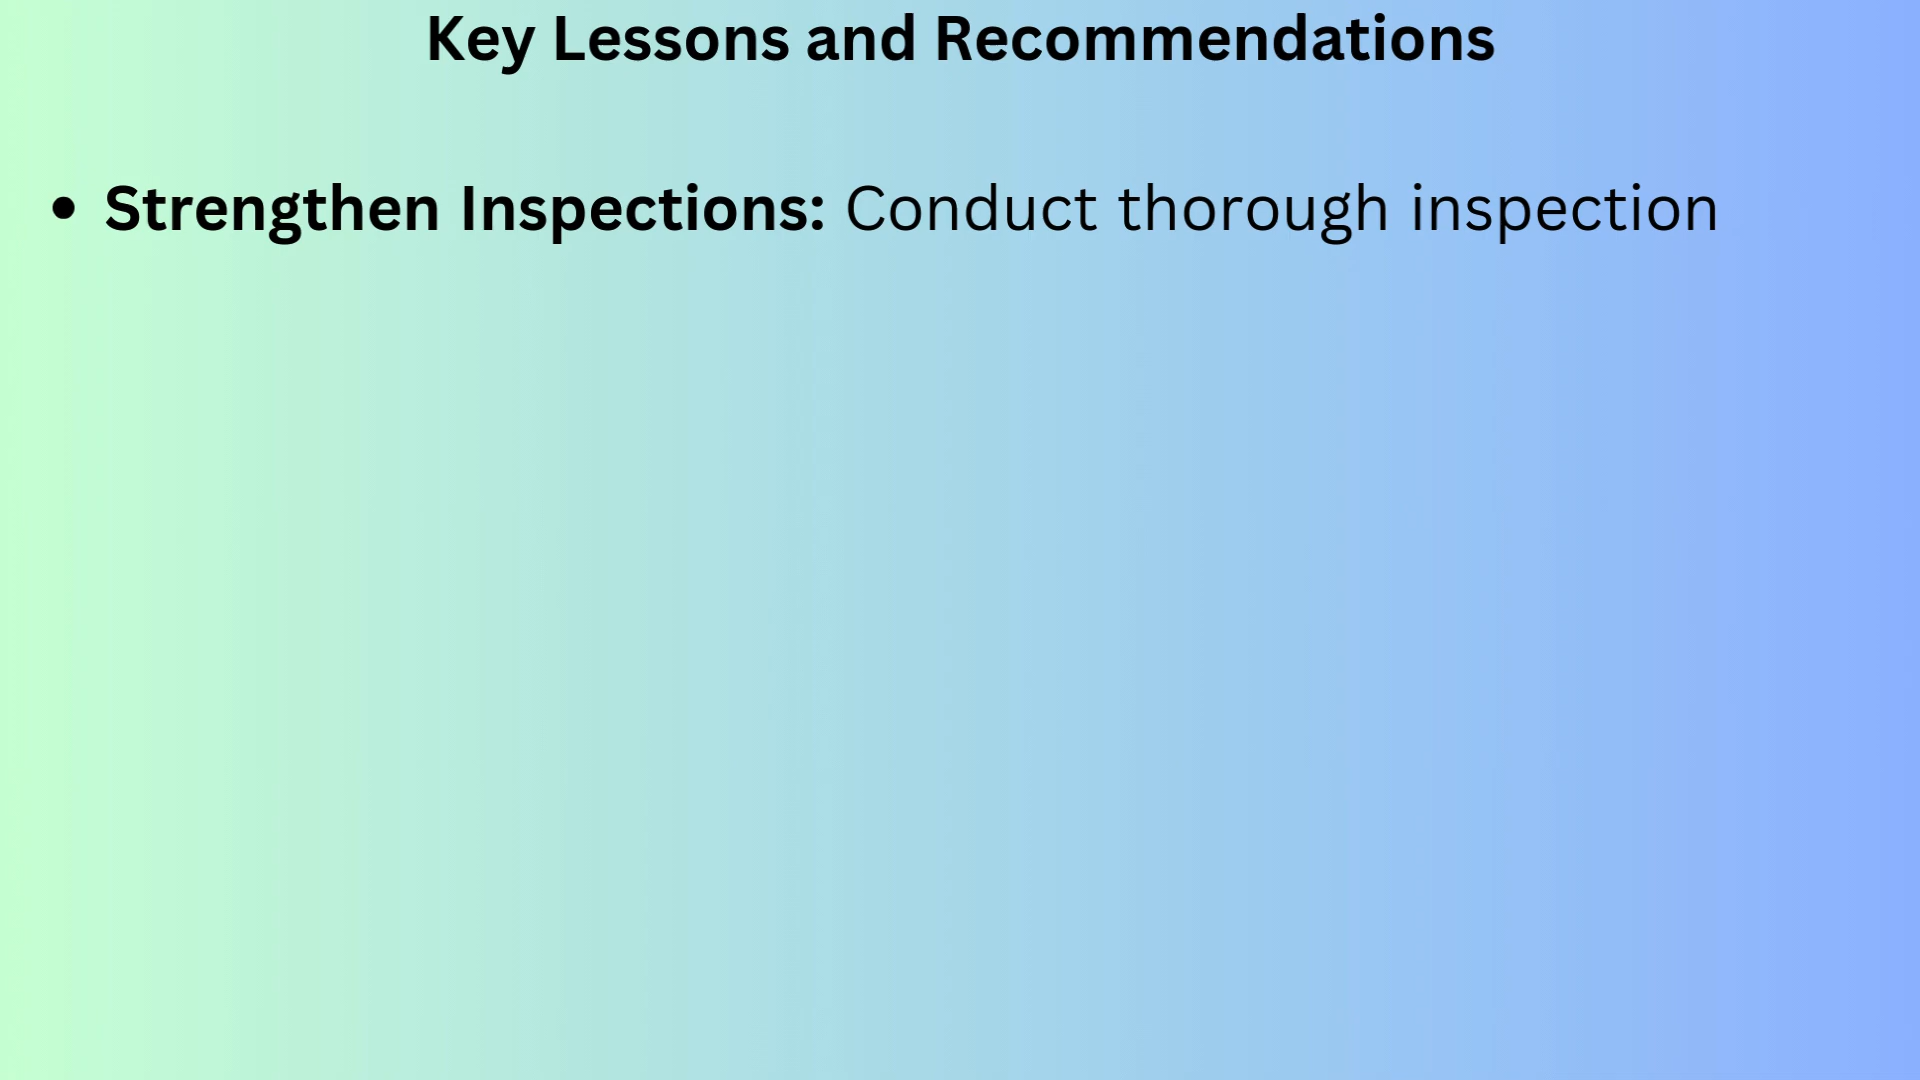 Key Lessons and Recommendations
• Strengthen Inspections: Conduct thorough inspection